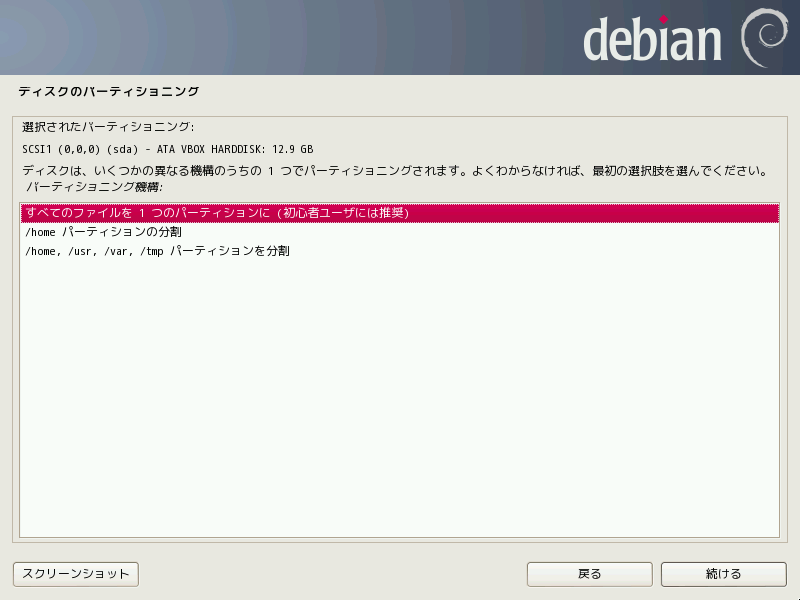 debian
ディスクのパーティショニング
選択されたパーティショニング:
SCSI1 (0,0,0) (sda) - ATA VBOX HARDDISK: 12.9 GB
ディスクは、いくつかの異なる機構のうちの 1 つでパーティショニングされます。よくわからなければ、最初の選択肢を選んでください。
パーティショニング機構:
すべてのファイルを 1 つのパーティションに (初心者ユーザには推奨)
/home パーティションの分割
/home, /usr, /var, /tmp パーティションを分割
スクリーンショット
戻る
続ける